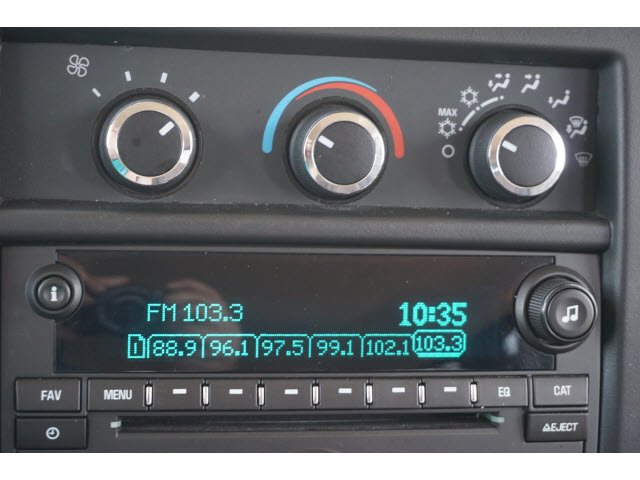 MAX
FM 103.3 10:35
1 88.9 96.1 97.5 99.1 102.1 103.3
FAV MENU EQ CAT
EJECT